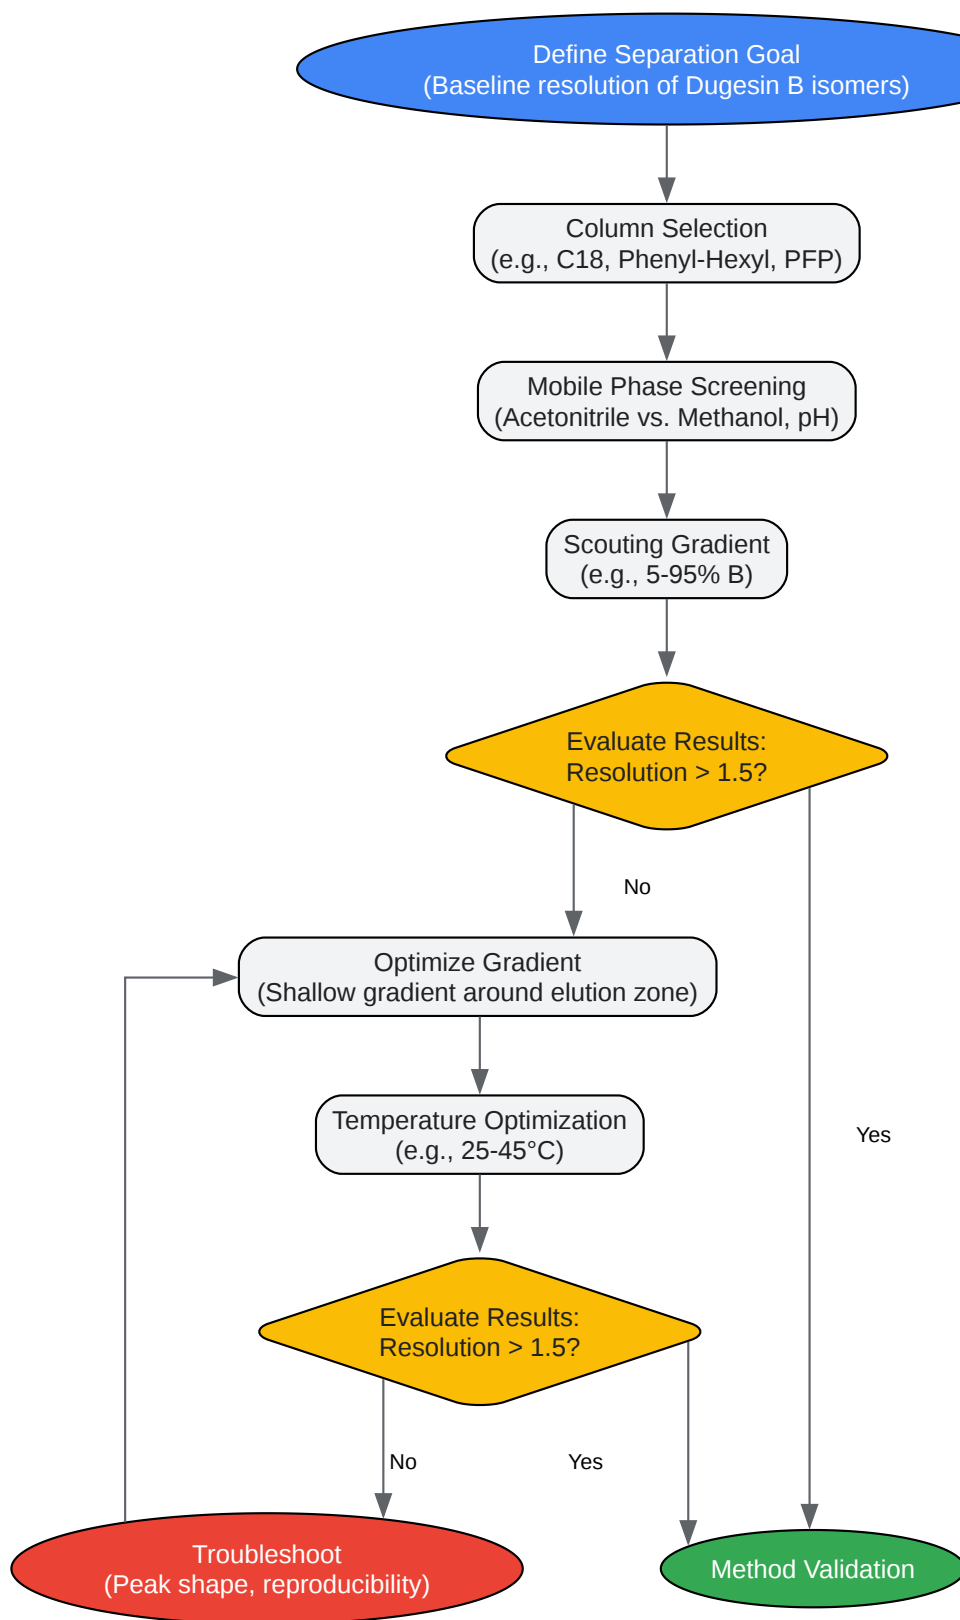 Define Separation Goal
(Baseline resolution of Dugesin B isomers)
Column Selection
(e.g., C18, Phenyl-Hexyl, PFP)
Mobile Phase Screening
(Acetonitrile vs. Methanol, pH)
Scouting Gradient
(e.g., 5-95% B)
Evaluate Results:
Resolution > 1.5?
No
Optimize Gradient
(Shallow gradient around elution zone)
Temperature Optimization
(e.g., 25-45°C)
Yes
Evaluate Results:
Resolution > 1.5?
No
Yes
Troubleshoot
(Peak shape, reproducibility)
Method Validation